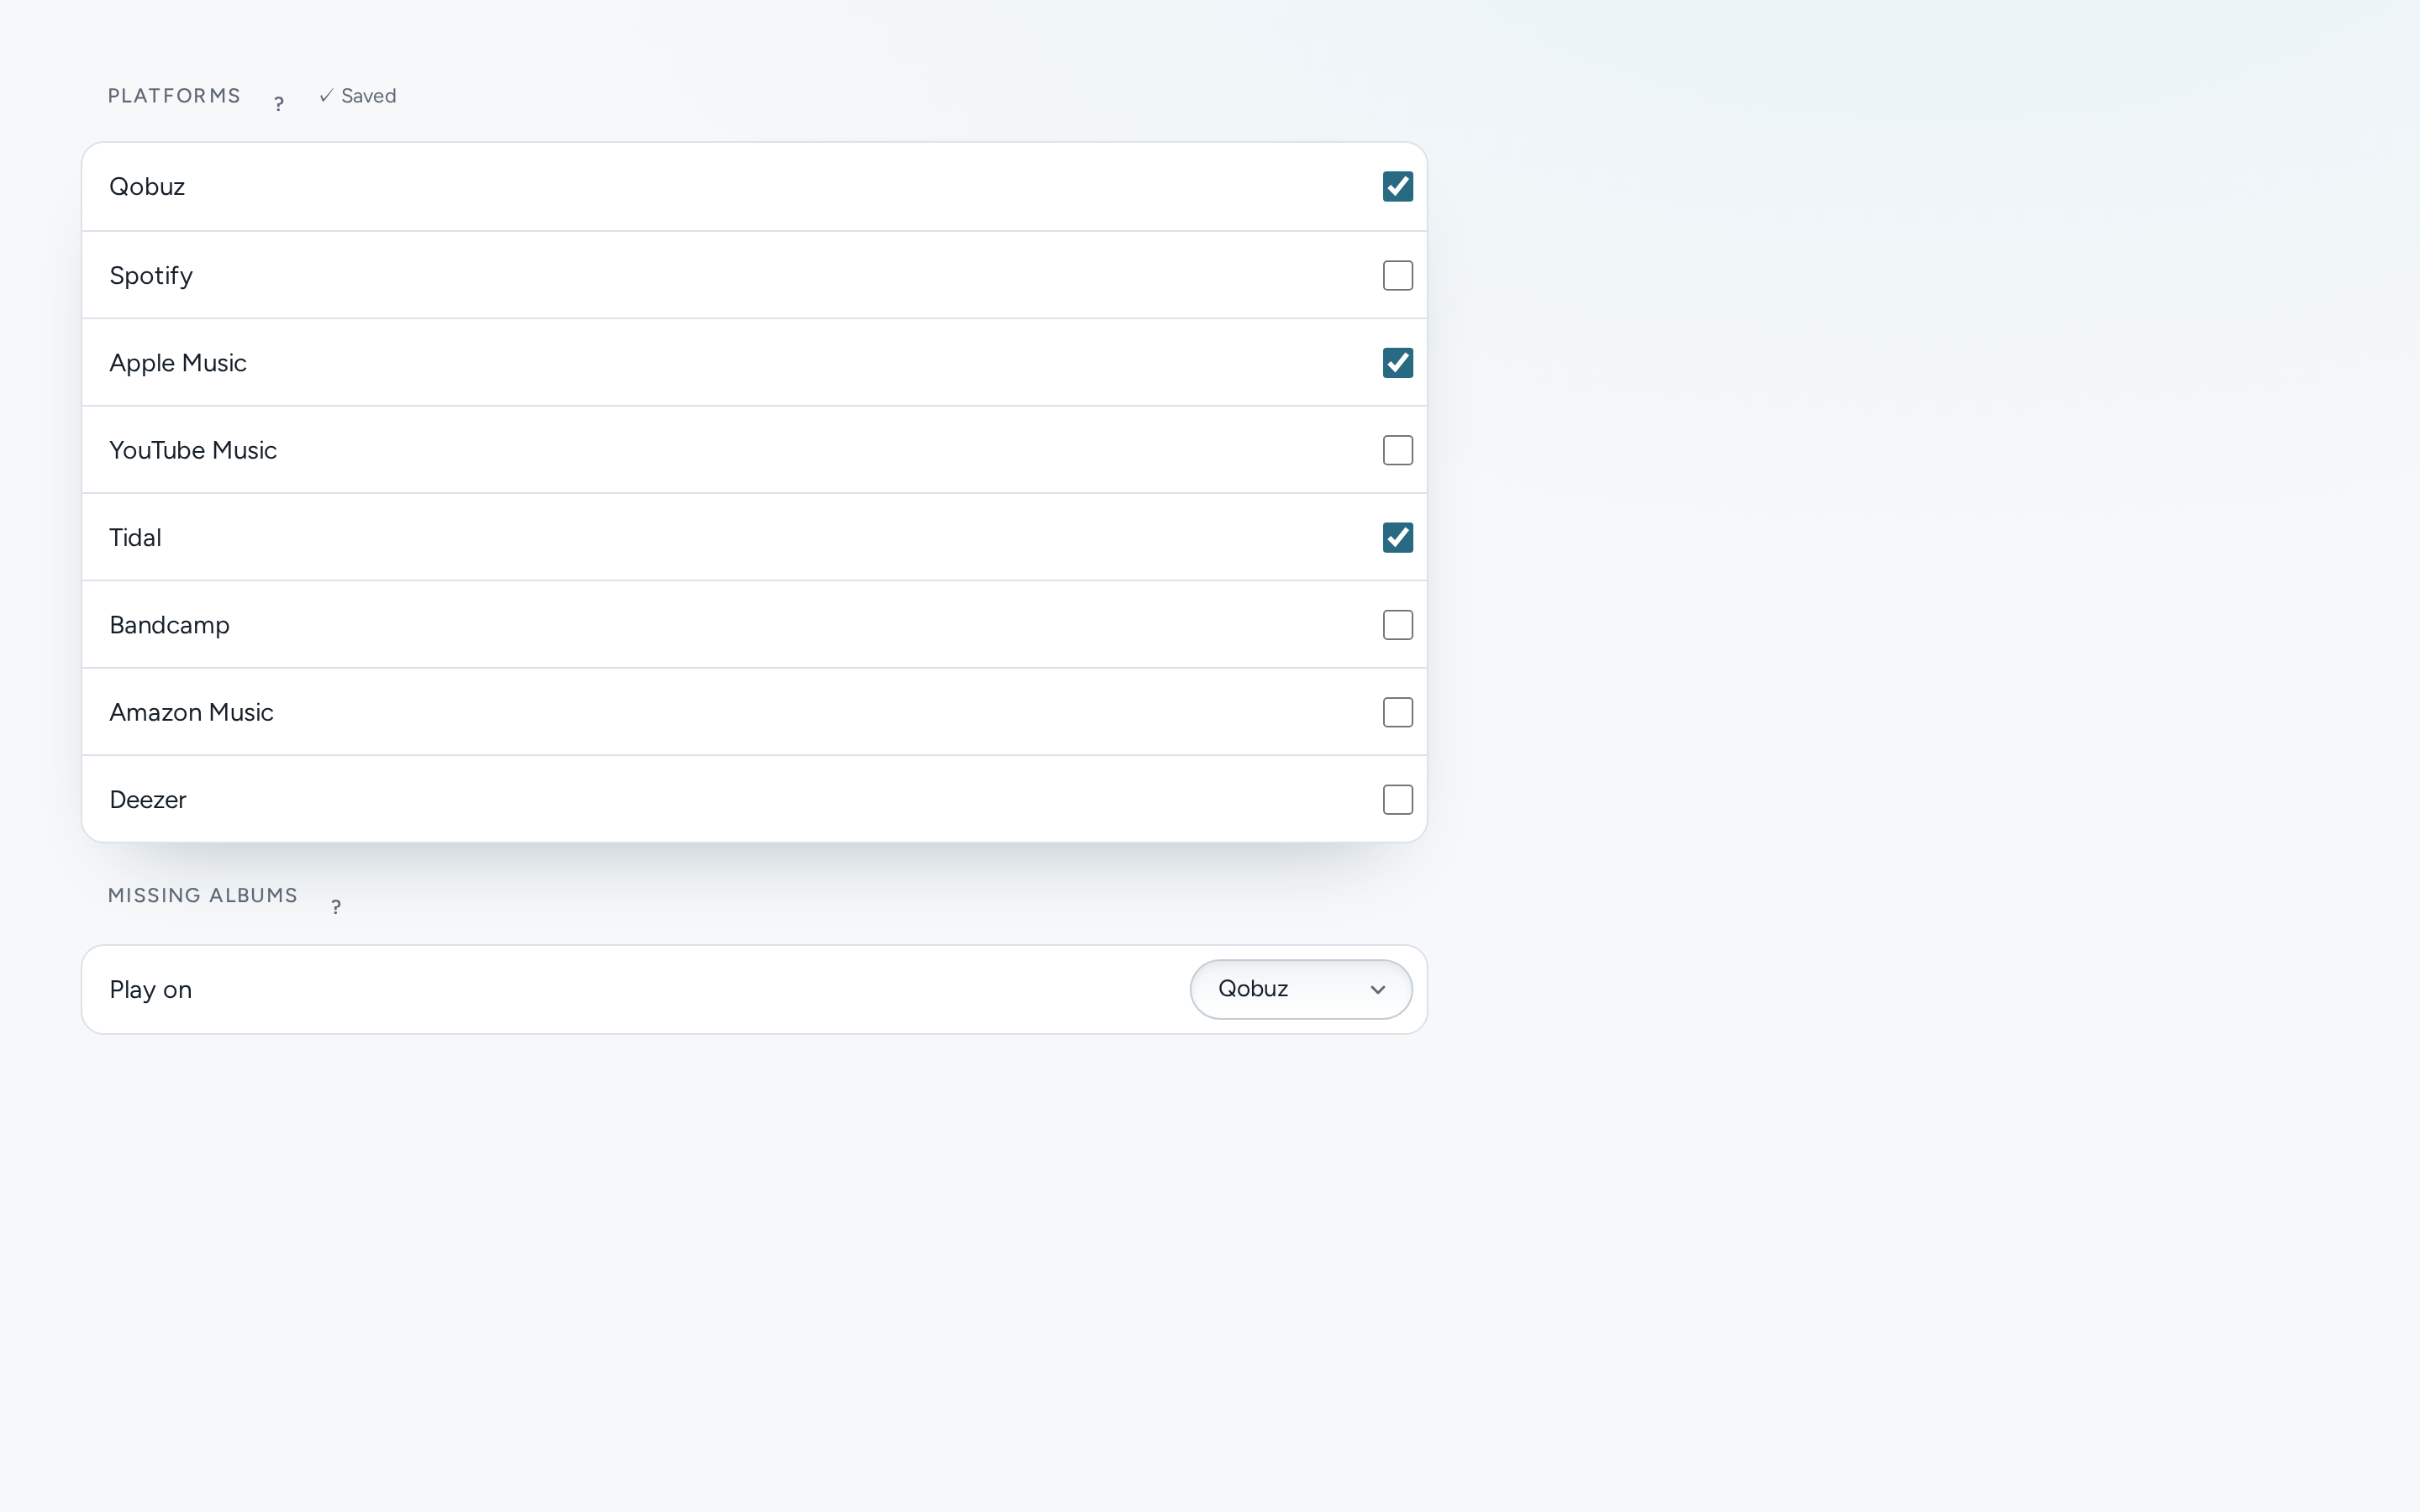 PLATFORMS ? ✓ Saved
Qobuz
Spotify
Apple Music
YouTube Music
Tidal
Bandcamp
Amazon Music
Deezer
MISSING ALBUMS ?
Play on Qobuz